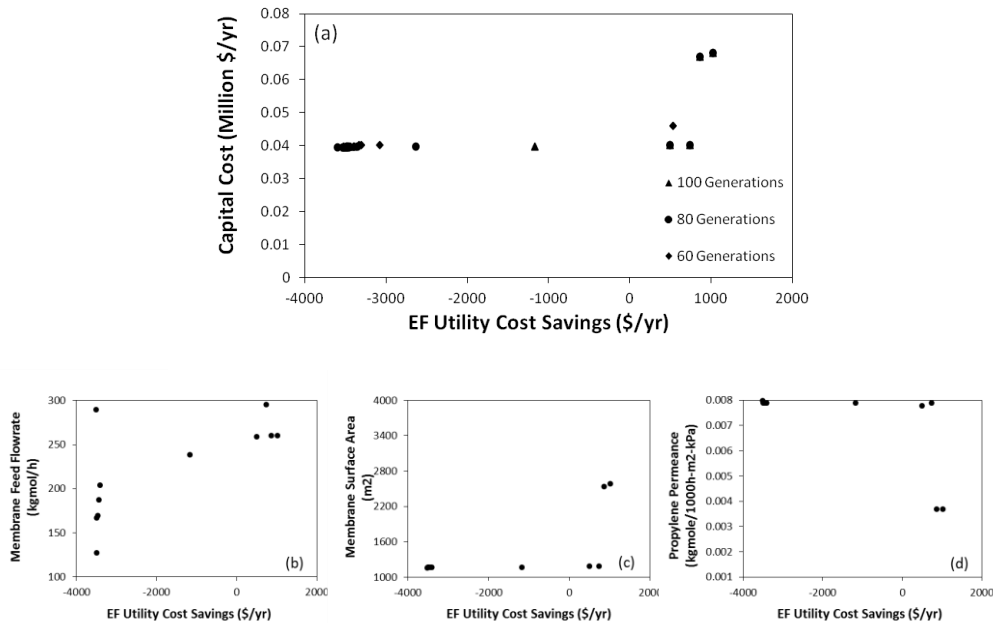 (a)
Capital Cost (Million $/yr)
0.08
0.07
0.06
0.05
0.04
0.03
0.02
0.01
0
-4000 -3000 -2000 -1000 0 1000 2000
EF Utility Cost Savings ($/yr)
100 Generations
80 Generations
60 Generations
Membrane Feed Flowrate
(kgmol/h)
300
250
200
150
100
(b)
-4000 -2000 0 2000
EF Utility Cost Savings ($/yr)
Membrane Surface Area
(m2)
4000
3400
2800
2200
1600
1000
(c)
-4000 -2000 0 2000
EF Utility Cost Savings ($/yr)
Propylene Permeance
(kgmole/1000h-m2-kPa)
0.008
0.007
0.006
0.005
0.004
0.003
0.002
0.001
(d)
-4000 -2000 0 2000
EF Utility Cost Savings ($/yr)